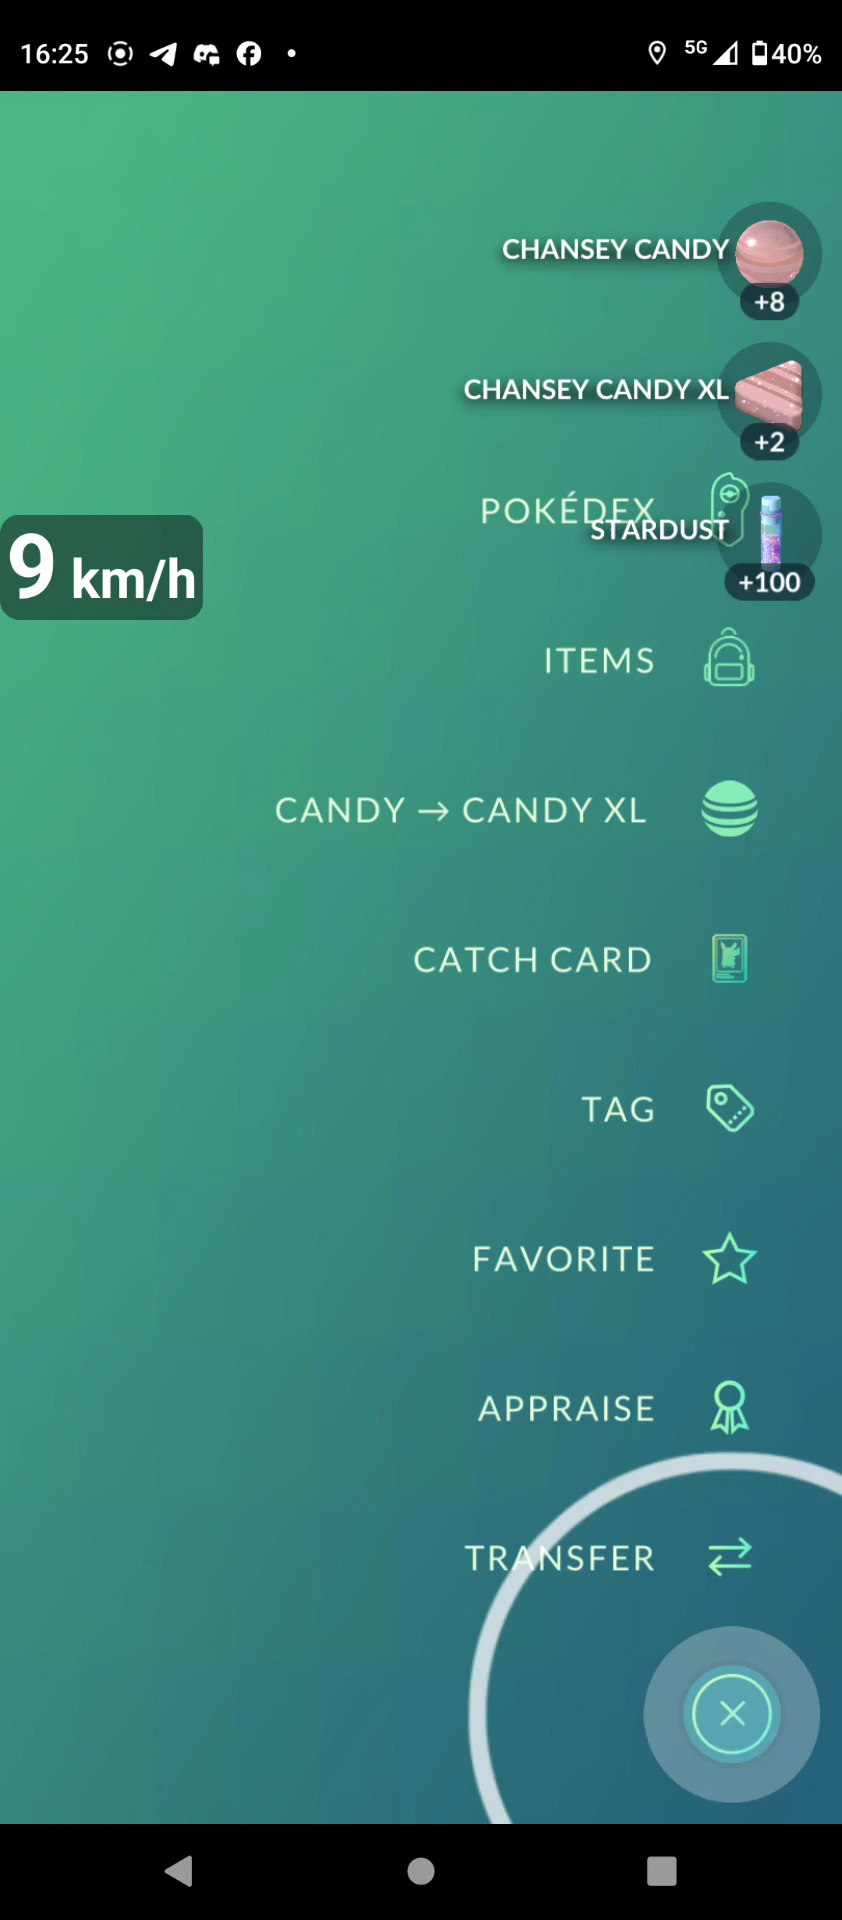 16:25
5G
40%
CHANSEY CANDY
+8
CHANSEY CANDY XL
+2
POKÉDEX
STARDUST
+100
9 km/h
ITEMS
CANDY → CANDY XL
CATCH CARD
TAG
FAVORITE
APPRAISE
TRANSFER